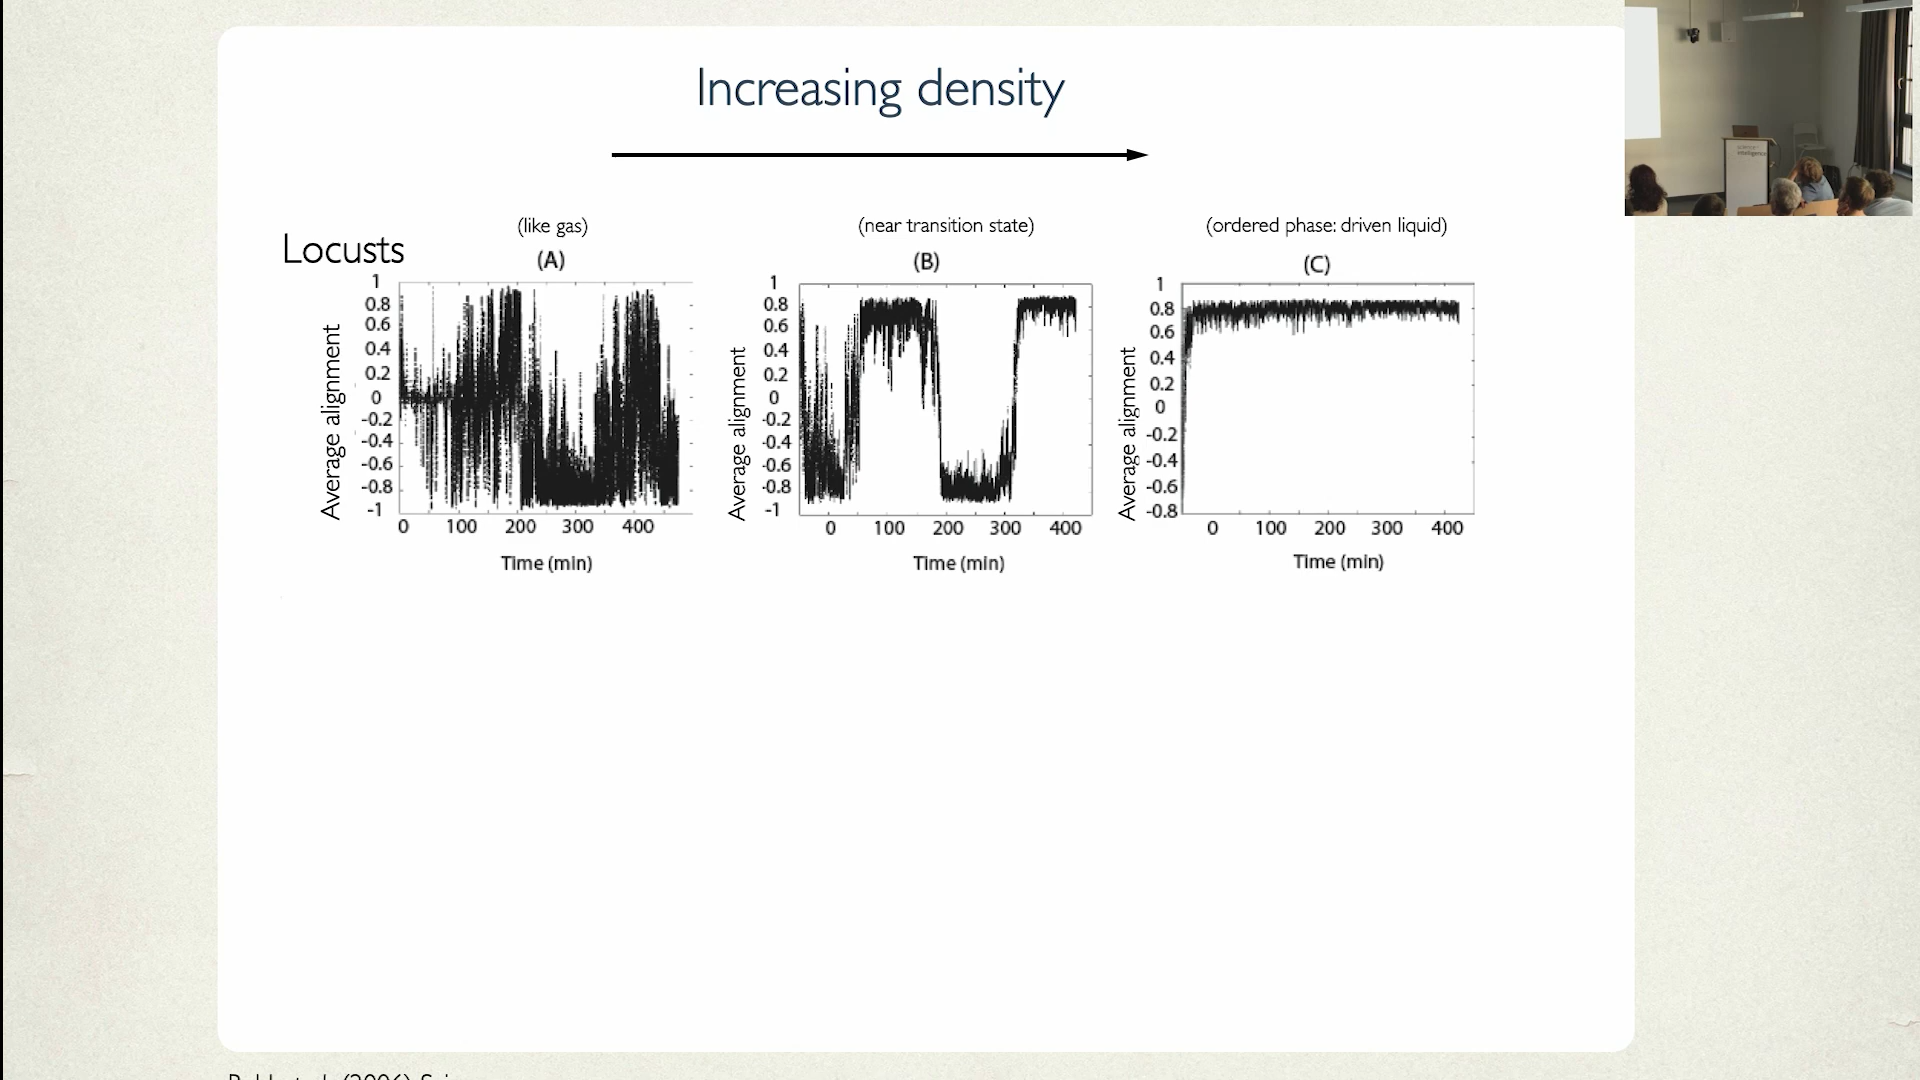 Increasing density
Locusts
(like gas)
(A)
Average alignment
1
0.8
0.6
0.4
0.2
0
-0.2
-0.4
-0.6
-0.8
-1
0 100 200 300 400
Time (min)
(near transition state)
(B)
Average alignment
1
0.8
0.6
0.4
0.2
0
-0.2
-0.4
-0.6
-0.8
-1
0 100 200 300 400
Time (min)
(ordered phase: driven liquid)
(C)
Average alignment
1
0.8
0.6
0.4
0.2
0
-0.2
-0.4
-0.6
-0.8
0 100 200 300 400
Time (min)
intelligence
(2006)